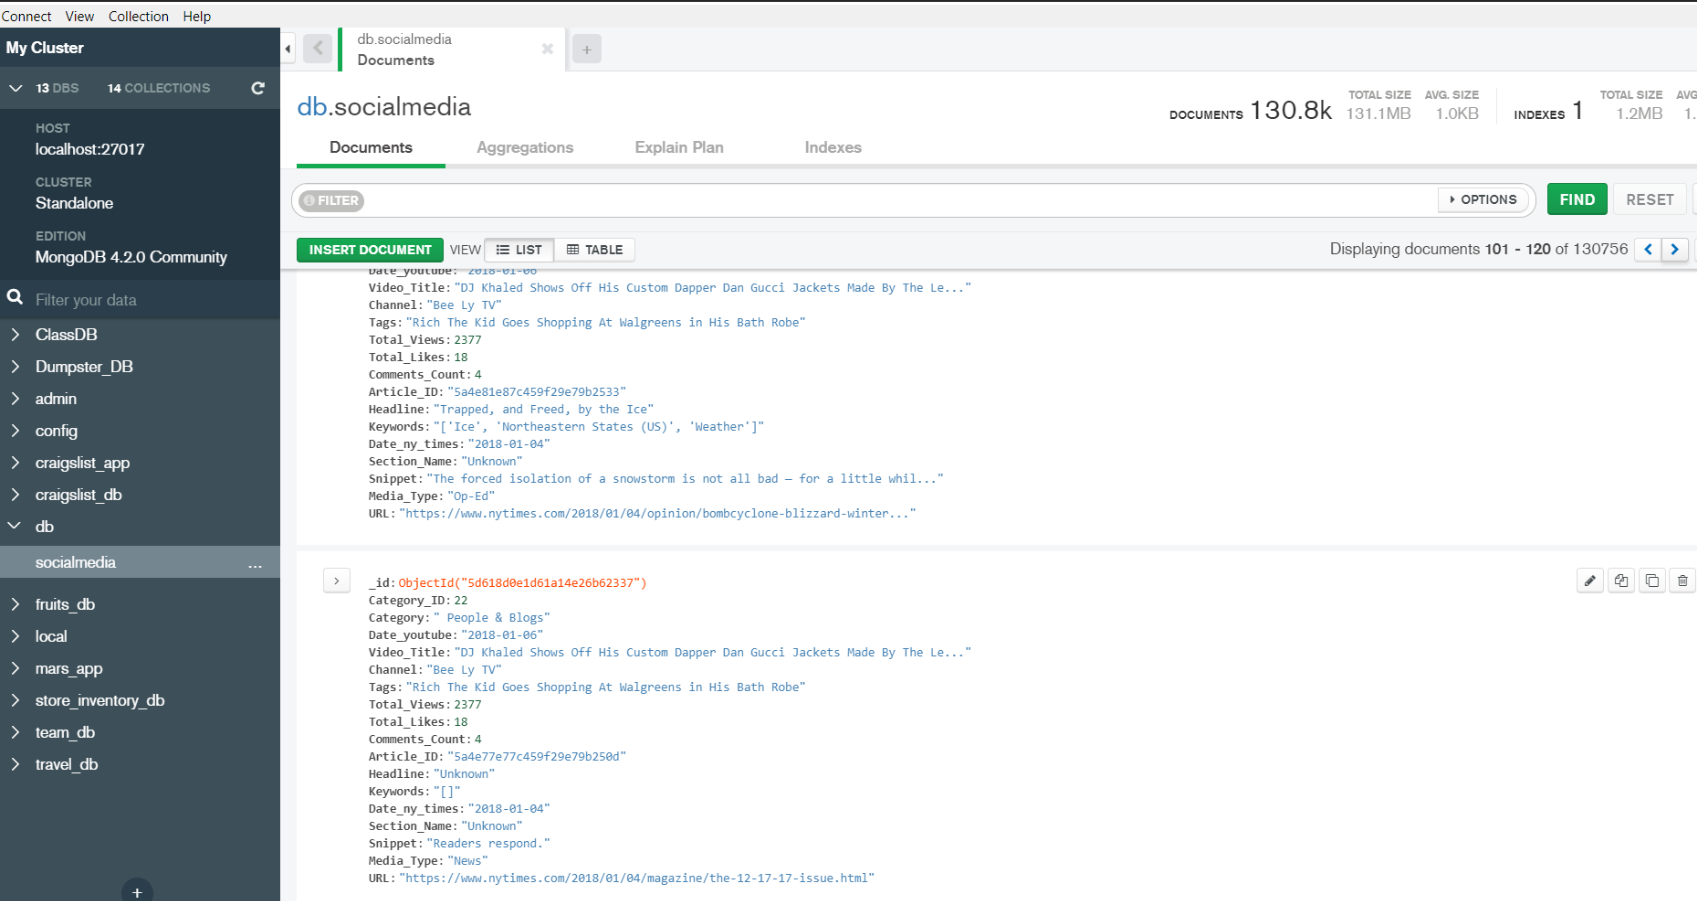 Connect View Collection Help
My Cluster
13 DBS 14 COLLECTIONS
HOST
localhost:27017
CLUSTER
Standalone
EDITION
MongoDB 4.2.0 Community
Filter your data
ClassDB
Dumpster_DB
admin
config
craigslist_app
craigslist_db
db
socialmedia ...
fruits_db
local
mars_app
store_inventory_db
team_db
travel_db
+
db.socialmedia
Documents
+
db.socialmedia
DOCUMENTS 130.8k TOTAL SIZE 131.1MB AVG. SIZE 1.0KB INDEXES 1 TOTAL SIZE 1.2MB AVG 1.
Documents Aggregations Explain Plan Indexes
FILTER OPTIONS FIND RESET
INSERT DOCUMENT VIEW LIST TABLE Displaying documents 101 - 120 of 130756
Date_youtube: "2018-01-06"
Video_Title: "DJ Khaled Shows Off His Custom Dapper Dan Gucci Jackets Made By The Le..."
Channel: "Bee Ly TV"
Tags: "Rich The Kid Goes Shopping At Walgreens in His Bath Robe"
Total_Views: 2377
Total_Likes: 18
Comments_Count: 4
Article_ID: "5a4e81e87c459f29e79b2533"
Headline: "Trapped, and Freed, by the Ice"
Keywords: "['Ice', 'Northeastern States (US)', 'Weather']"
Date_ny_times: "2018-01-04"
Section_Name: "Unknown"
Snippet: "The forced isolation of a snowstorm is not all bad — for a little whil..."
Media_Type: "Op-Ed"
URL: "https://www.nytimes.com/2018/01/04/opinion/bombcyclone-blizzard-winter..."
_id: ObjectId("5d618d0e1d61a14e26b62337")
Category_ID: 22
Category: " People & Blogs"
Date_youtube: "2018-01-06"
Video_Title: "DJ Khaled Shows Off His Custom Dapper Dan Gucci Jackets Made By The Le..."
Channel: "Bee Ly TV"
Tags: "Rich The Kid Goes Shopping At Walgreens in His Bath Robe"
Total_Views: 2377
Total_Likes: 18
Comments_Count: 4
Article_ID: "5a4e77e77c459f29e79b250d"
Headline: "Unknown"
Keywords: "[]"
Date_ny_times: "2018-01-04"
Section_Name: "Unknown"
Snippet: "Readers respond."
Media_Type: "News"
URL: "https://www.nytimes.com/2018/01/04/magazine/the-12-17-17-issue.html"